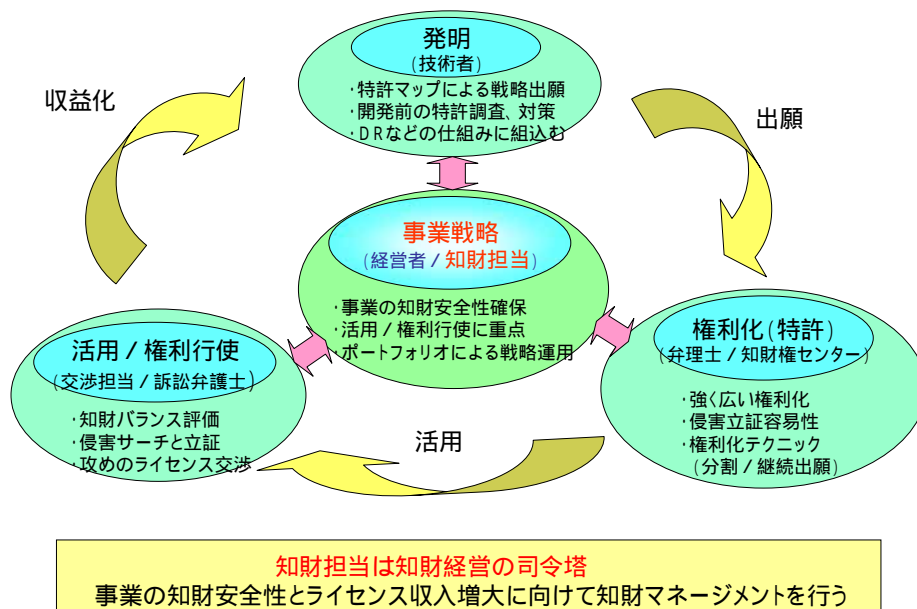 発明
(技術者)
・特許マップによる戦略出願
・開発前の特許調査、対策
・DRなどの仕組みに組込む
収益化
出願
事業戦略
(経営者/知財担当)
・事業の知財安全性確保
・活用/権利行使に重点
・ポートフォリオによる戦略運用
活用/権利行使
(交渉担当/訴訟弁護士)
・知財バランス評価
・侵害サーチと立証
・攻めのライセンス交渉
権利化(特許)
(弁理士/知財権センター)
・強く広い権利化
・侵害立証容易性
・権利化テクニック
(分割/継続出願)
活用
知財担当は知財経営の司令塔
事業の知財安全性とライセンス収入増大に向けて知財マネージメントを行う